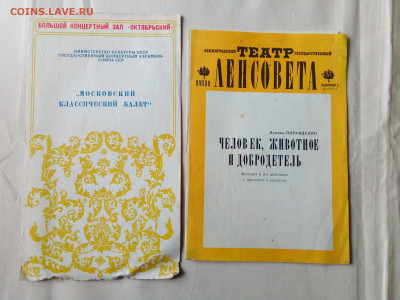 COINS.LAVE.RU
БОЛЬШОЙ КОНЦЕРТНЫЙ ЗАЛ «ОКТЯБРЬСКИЙ»
МИНИСТЕРСТВО КУЛЬТУРЫ СССР
ГОСУДАРСТВЕННЫЙ КОНЦЕРТНЫЙ АНСАМБЛЬ
СОЮЗА ССР
„МОСКОВСКИЙ
КЛАССИЧЕСКИЙ БАЛЕТ“
ЛЕНИНГРАДСКИЙ ТЕАТР ГОСУДАРСТВЕННЫЙ
ИМЕНИ ЛЕНСОВЕТА
Луиджи ПИРАНДЕЛЛО
ЧЕЛОВЕК, ЖИВОТНОЕ
И ДОБРОДЕТЕЛЬ